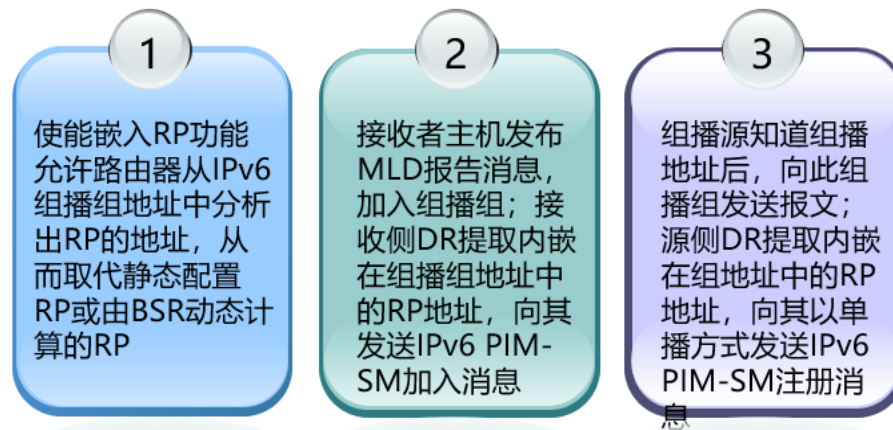 1
使能嵌入RP功能
允许路由器从IPv6
组播组地址中分析
出RP的地址，从
而取代静态配置
RP或由BSR动态计
算的RP
2
接收者主机发布
MLD报告消息，
加入组播组；接
收侧DR提取内嵌
在组播组地址中
的RP地址，向其
发送IPv6 PIM-
SM加入消息
3
组播源知道组播
地址后，向此组
播组发送报文；
源侧DR提取内嵌
在组地址中的RP
地址，向其以单
播方式发送IPv6
PIM-SM注册消
息